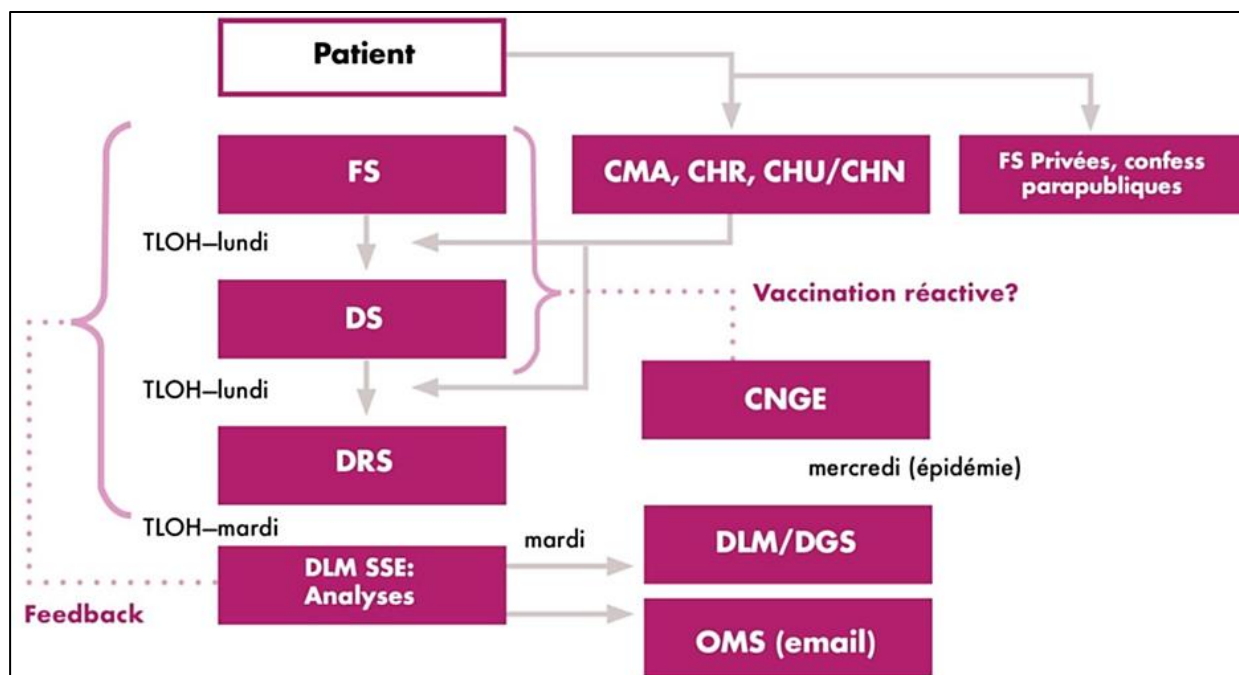 Patient
FS
CMA, CHR, CHU/CHN
FS Privées, confess
parapubliques
TLOH–lundi
DS
Vaccination réactive?
TLOH–lundi
CNGE
DRS
mercredi (épidémie)
TLOH–mardi
mardi
DLM/DGS
DLM SSE:
Analyses
Feedback
OMS (email)